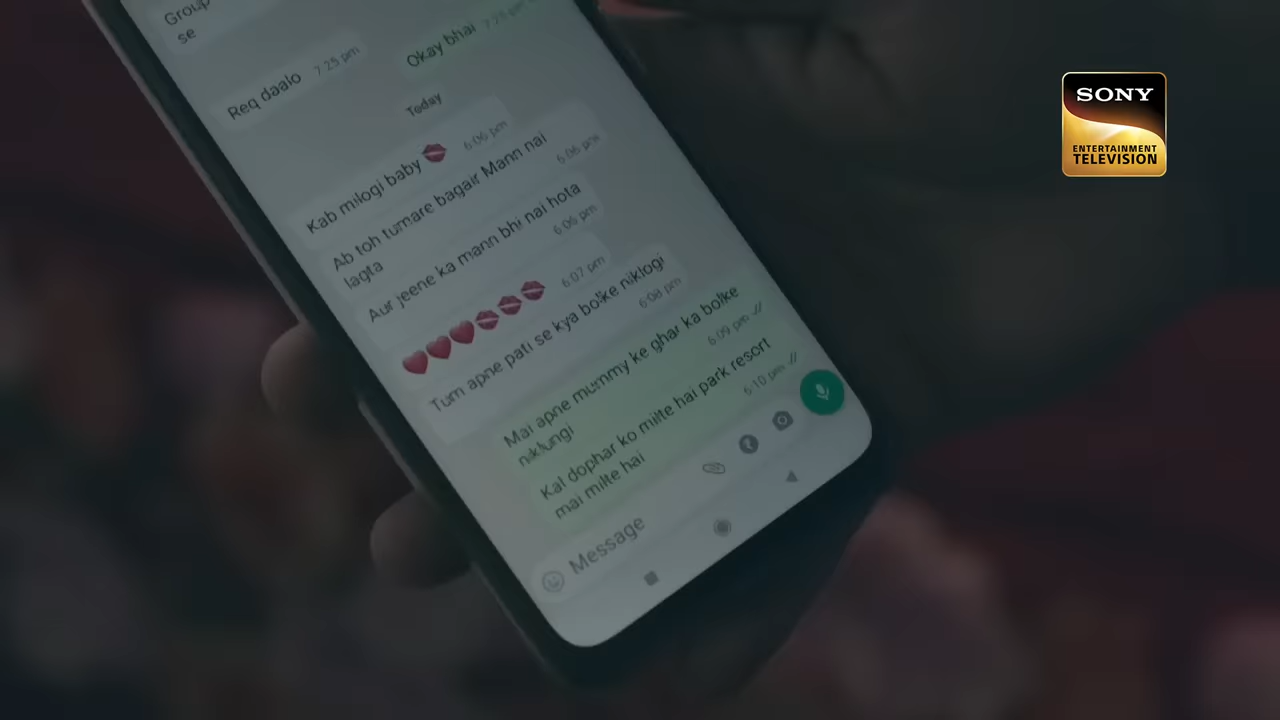 Group
se
Req daalo 7:25 pm
Okay bhai 7:25 pm
Today
Kab milogi baby 💋 6:06 pm
Ab toh tumare bagair Mann nai
lagta 6:06 pm
Aur jeene ka mann bhi nai hota
6:06 pm
❤️❤️❤️💋💋💋 6:07 pm
Tum apne pati se kya bolke niklogi
6:08 pm
Mai apne mummy ke ghar ka bolke
niklungi 6:09 pm
Kal dophar ko milte hai park resort
mai milte hai 6:10 pm
Message
SONY
ENTERTAINMENT
TELEVISION